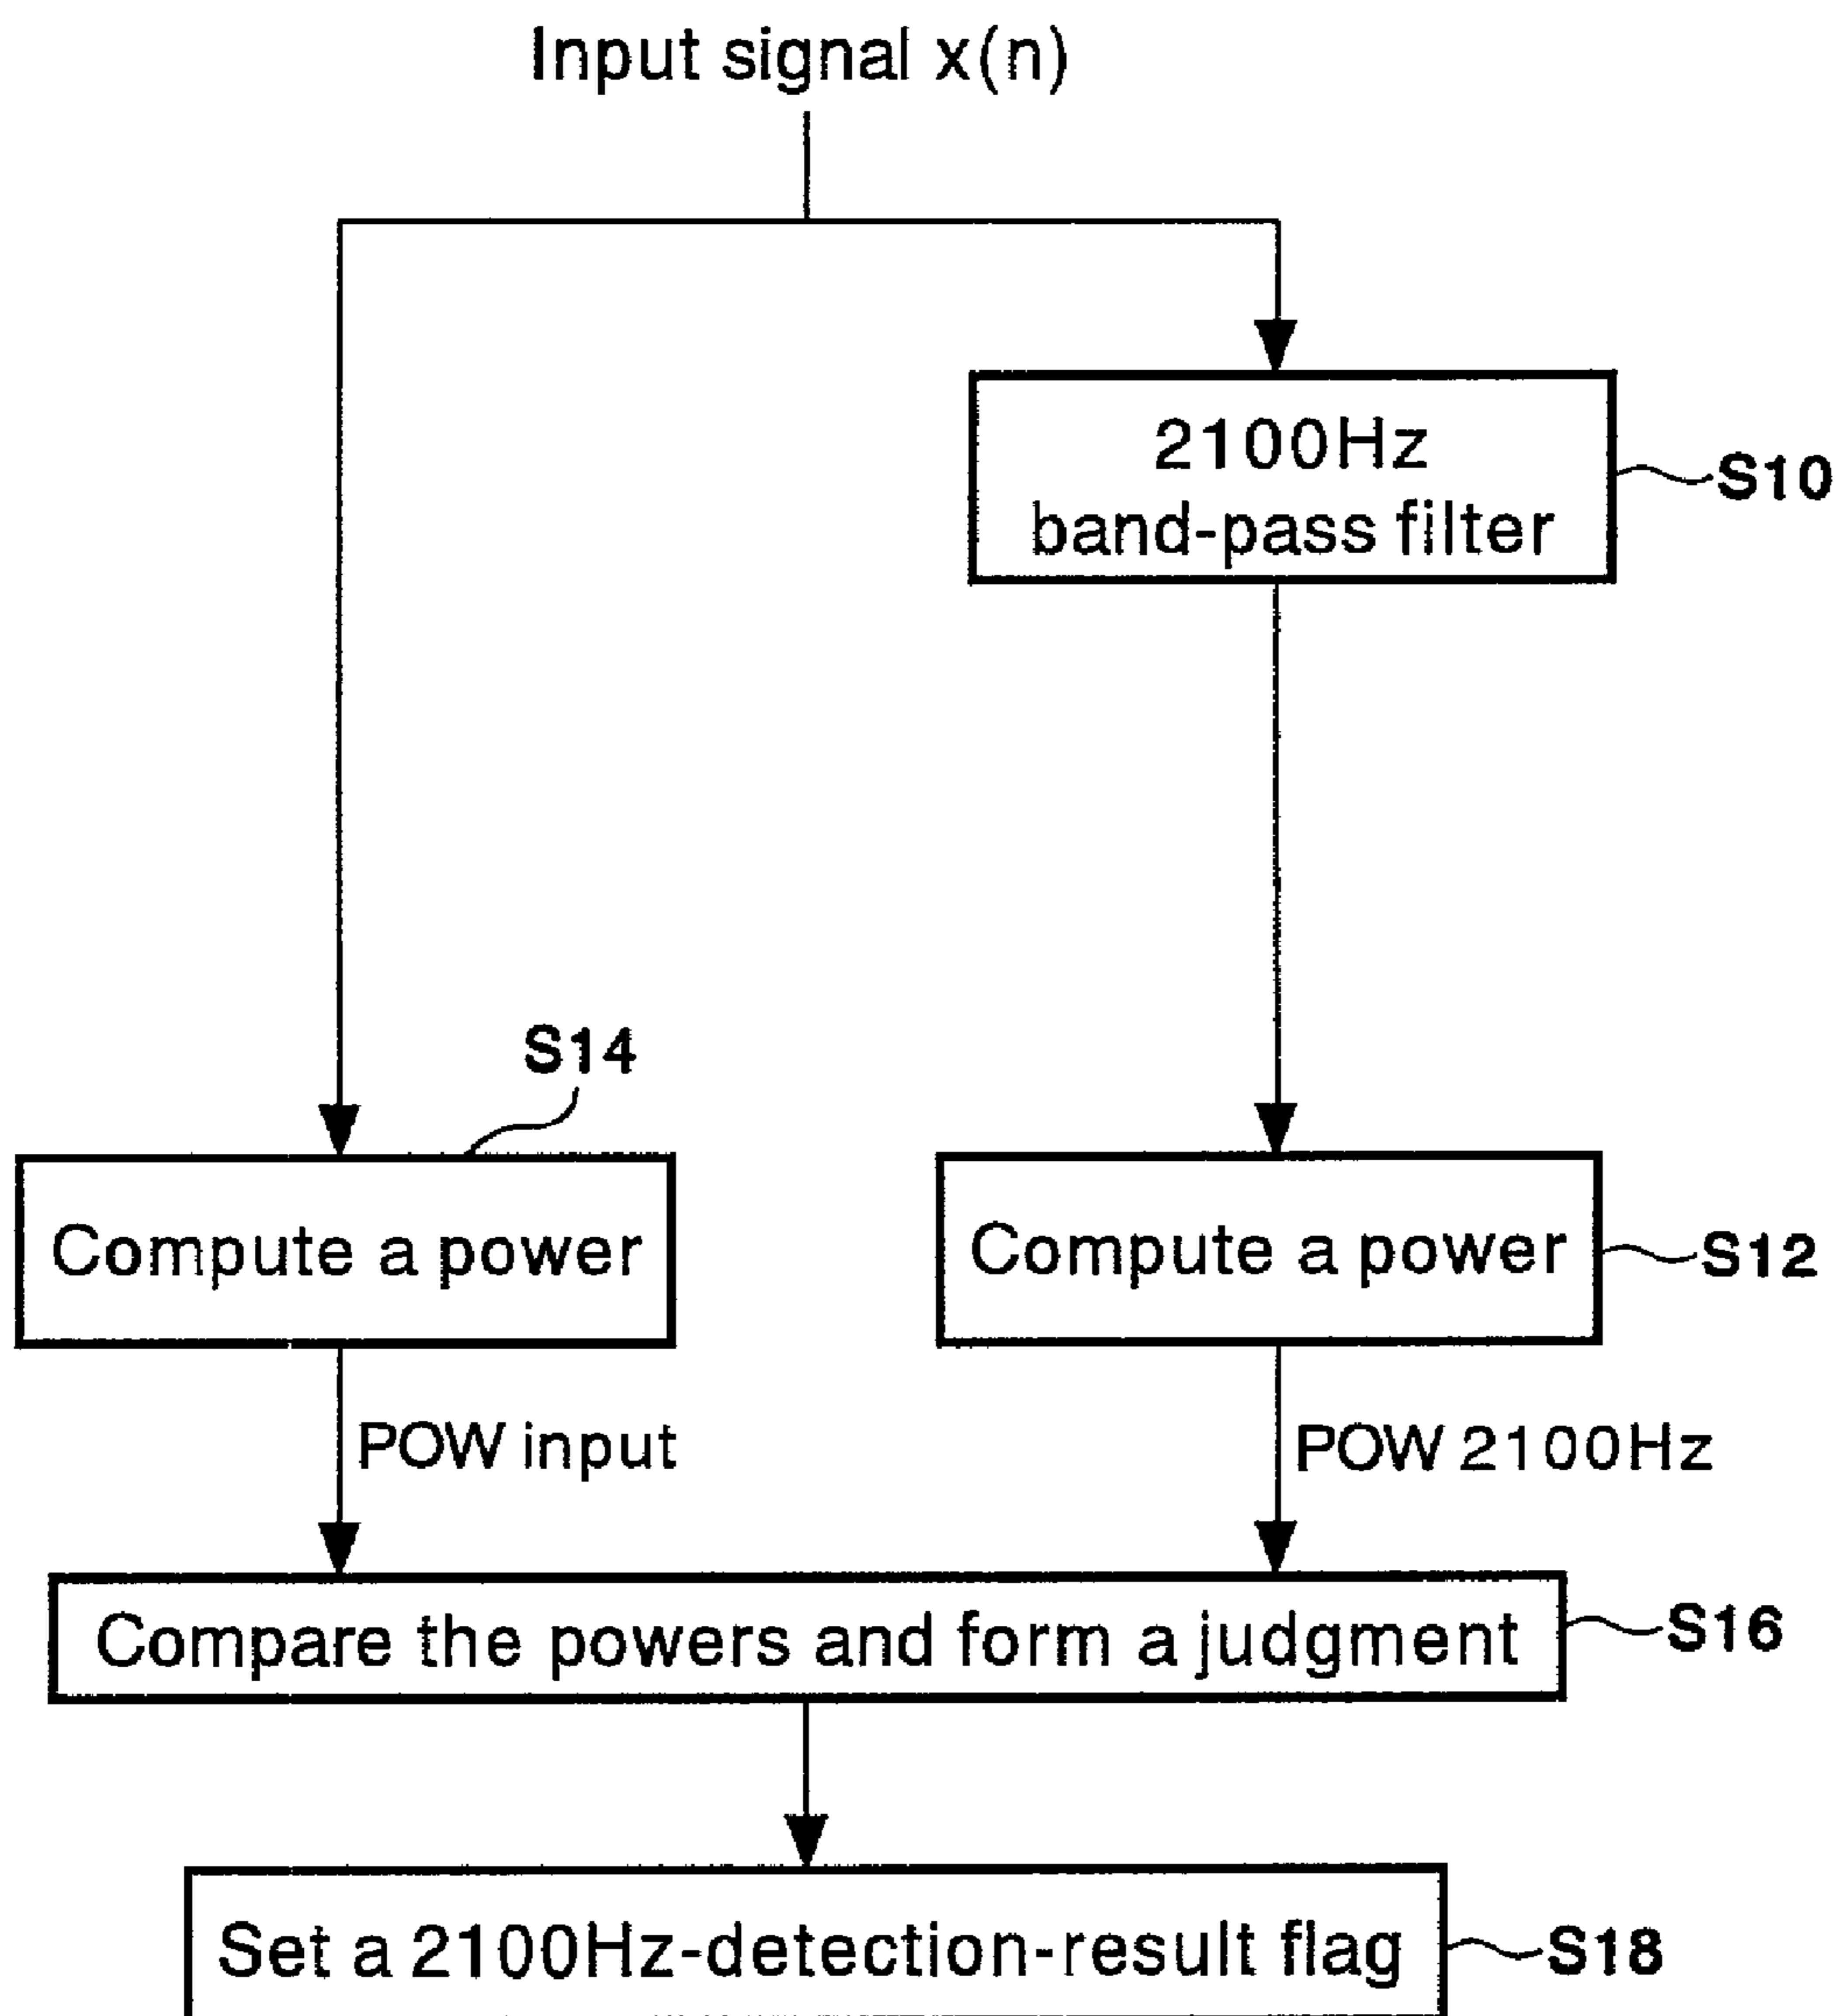 Input signal x(n)
2100Hz
band-pass filter
S10
S14
Compute a power
Compute a power
S12
POW input
POW 2100Hz
Compare the powers and form a judgment
S16
Set a 2100Hz-detection-result flag
S18